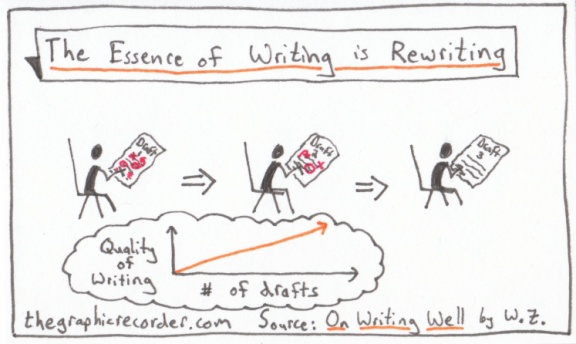 The Essence of Writing is Rewriting
Draft
Draft
2
Draft
3
Quality
of
Writing
# of drafts
thegraphicrecorder.com Source: On Writing Well by W.Z.